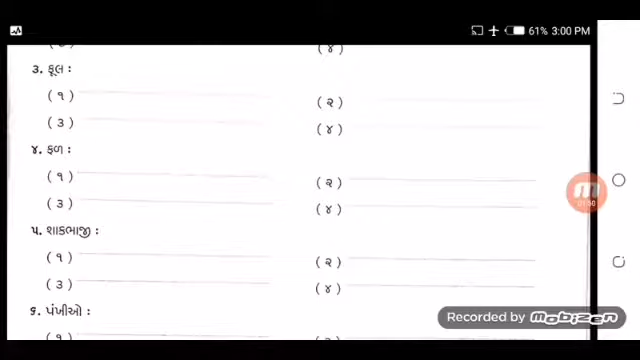 61% 3:00 PM
(૪)
૩. ફૂલ :
(૧) (૨)
(૩) (૪)
૪. ફળ :
(૧) (૨)
(૩) (૪)
૫. શાકભાજી :
(૧) (૨)
(૩) (૪)
૬. પંખીઓ :
(૧)
Recorded by mobizen